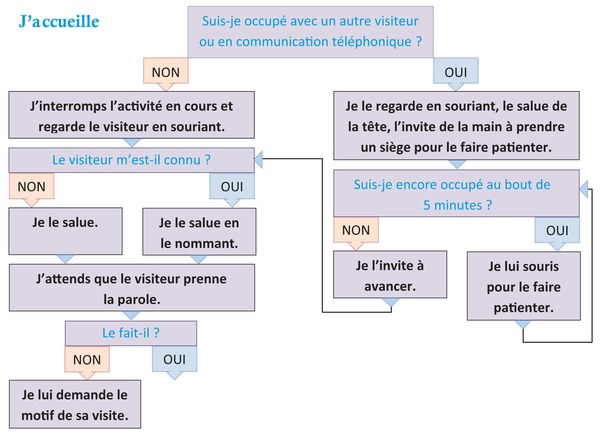 J'accueille
Suis-je occupé avec un autre visiteur
ou en communication téléphonique ?
NON
OUI
J'interromps l'activité en cours et
regarde le visiteur en souriant.
Je le regarde en souriant, le salue de
la tête, l'invite de la main à prendre
un siège pour le faire patienter.
Le visiteur m'est-il connu ?
NON
OUI
Suis-je encore occupé au bout de
5 minutes ?
NON
OUI
Je le salue.
Je le salue en
le nommant.
Je l'invite à
avancer.
Je lui souris
pour le faire
patienter.
J'attends que le visiteur prenne
la parole.
Le fait-il ?
NON
OUI
Je lui demande le
motif de sa visite.